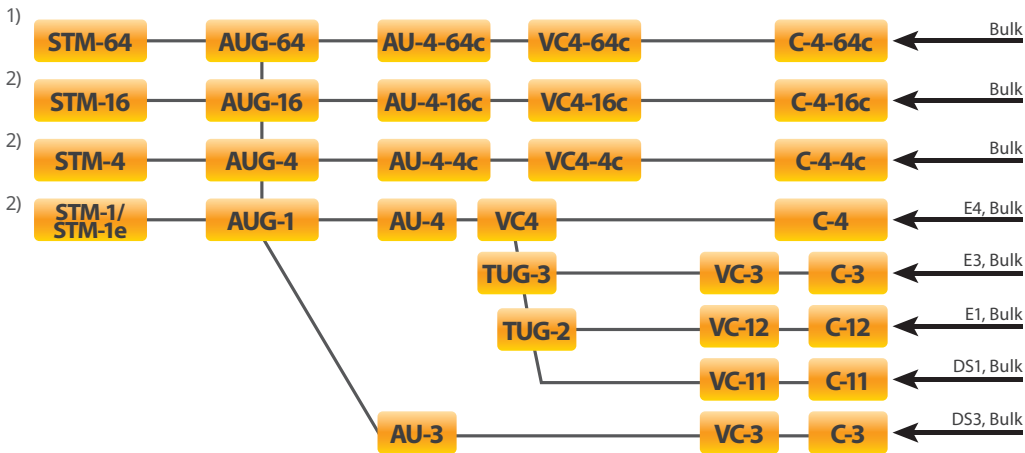 1)
STM-64 AUG-64 AU-4-64c VC4-64c C-4-64c Bulk
2)
STM-16 AUG-16 AU-4-16c VC4-16c C-4-16c Bulk
2)
STM-4 AUG-4 AU-4-4c VC4-4c C-4-4c Bulk
2)
STM-1/
STM-1e AUG-1 AU-4 VC4 C-4 E4, Bulk
TUG-3 VC-3 C-3 E3, Bulk
TUG-2 VC-12 C-12 E1, Bulk
VC-11 C-11 DS1, Bulk
AU-3 VC-3 C-3 DS3, Bulk